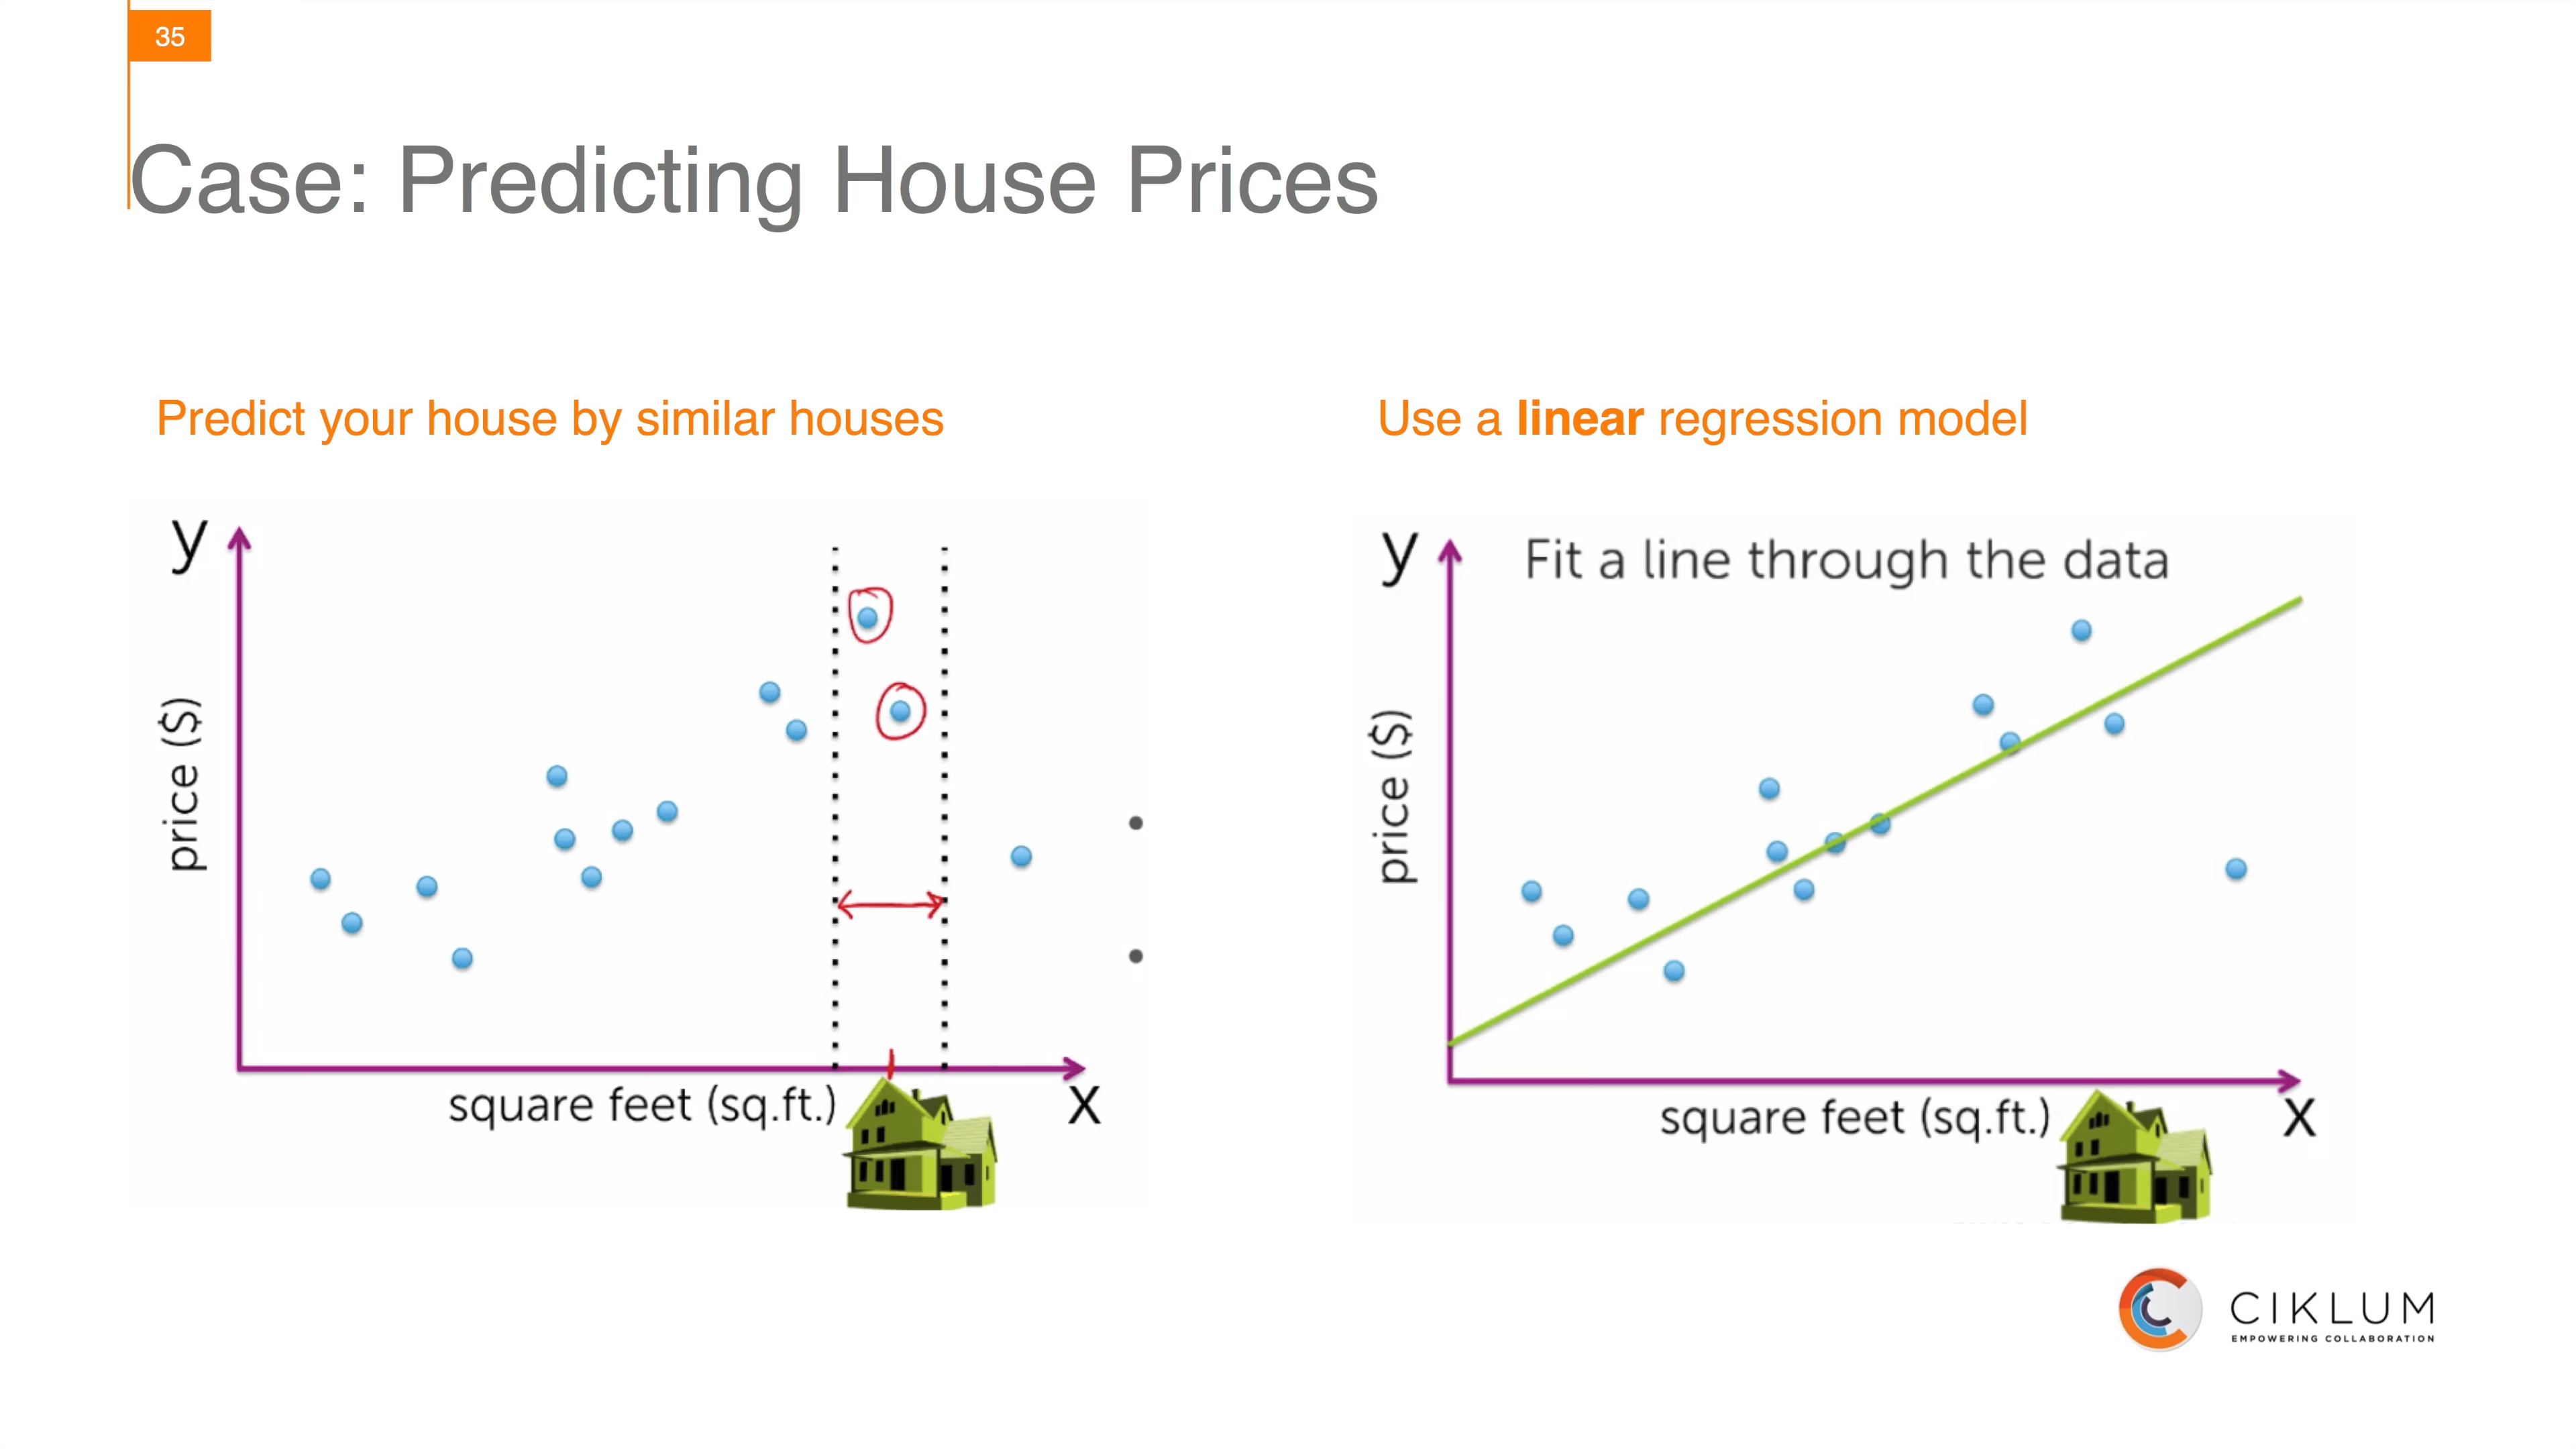 35
Case: Predicting House Prices
Predict your house by similar houses
y
price ($)
square feet (sq.ft.)
x
Use a linear regression model
y
Fit a line through the data
price ($)
square feet (sq.ft.)
x
CIKLUM
EMPOWERING COLLABORATION